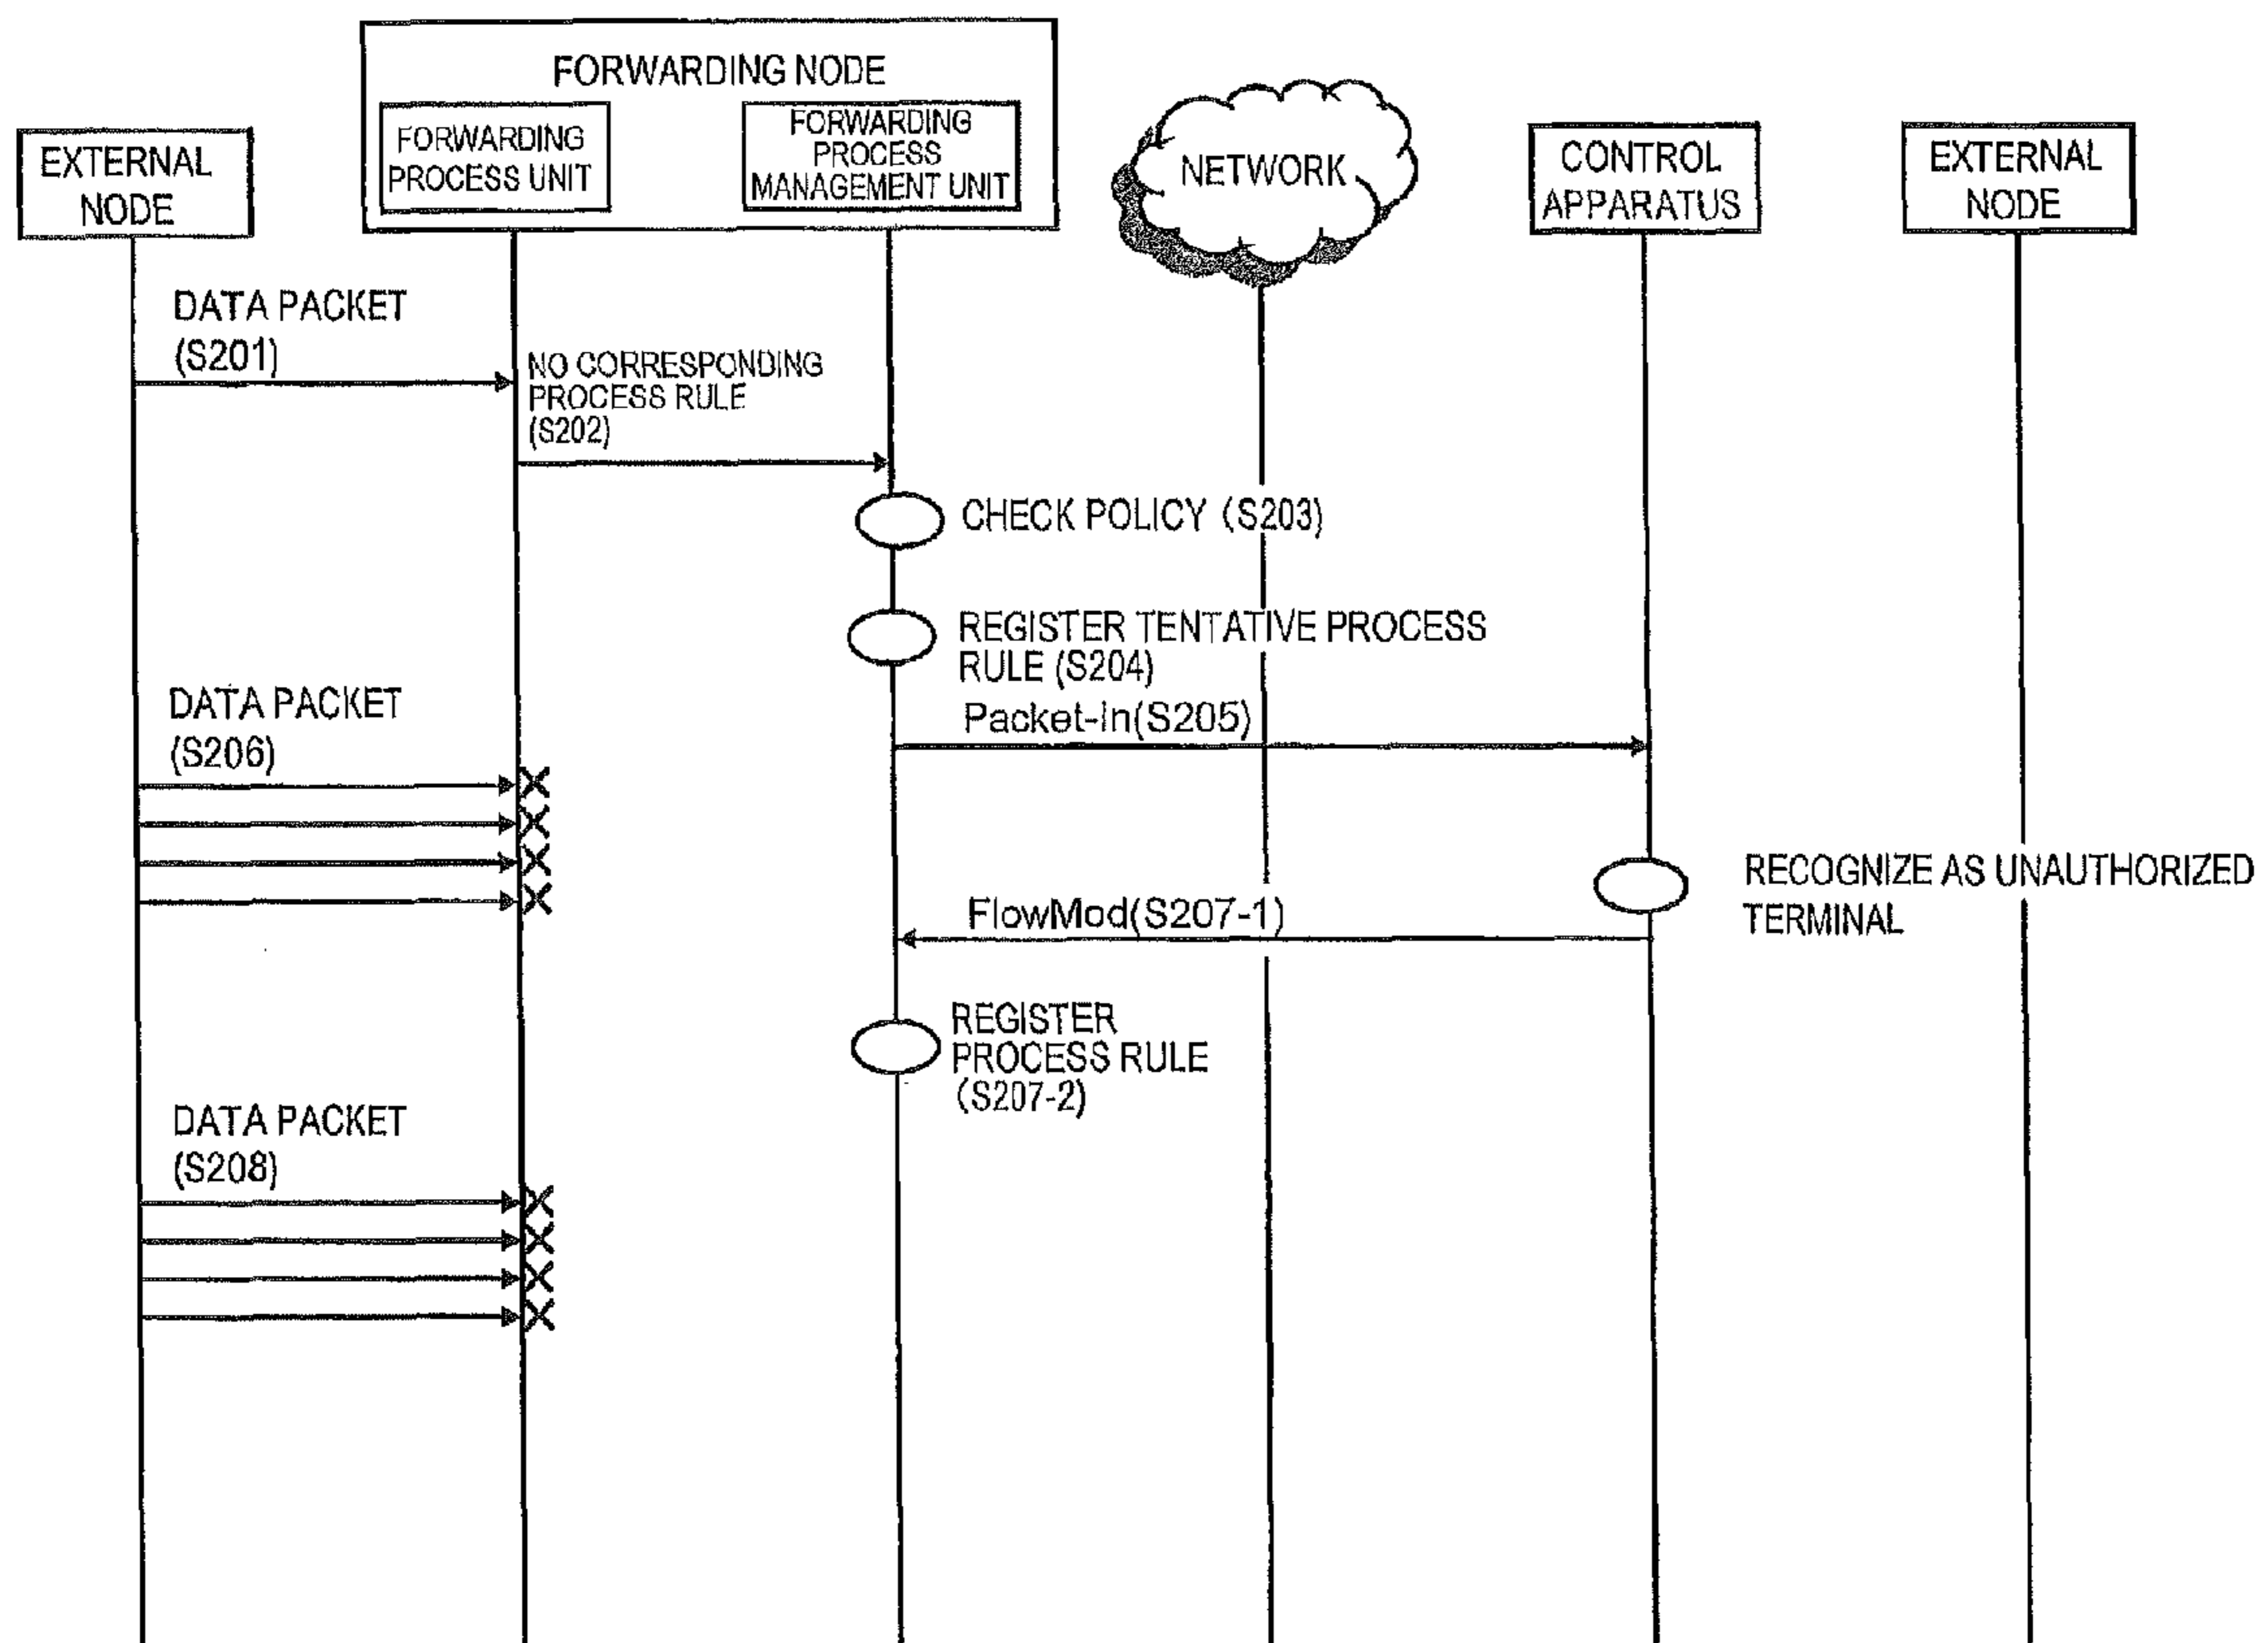 FORWARDING NODE
EXTERNAL
NODE
FORWARDING
PROCESS UNIT
FORWARDING
PROCESS
MANAGEMENT UNIT
NETWORK
CONTROL
APPARATUS
EXTERNAL
NODE
DATA PACKET
(S201)
NO CORRESPONDING
PROCESS RULE
(S202)
CHECK POLICY (S203)
REGISTER TENTATIVE PROCESS
RULE (S204)
Packet-In(S205)
DATA PACKET
(S206)
RECOGNIZE AS UNAUTHORIZED
TERMINAL
FlowMod(S207-1)
REGISTER
PROCESS RULE
(S207-2)
DATA PACKET
(S208)